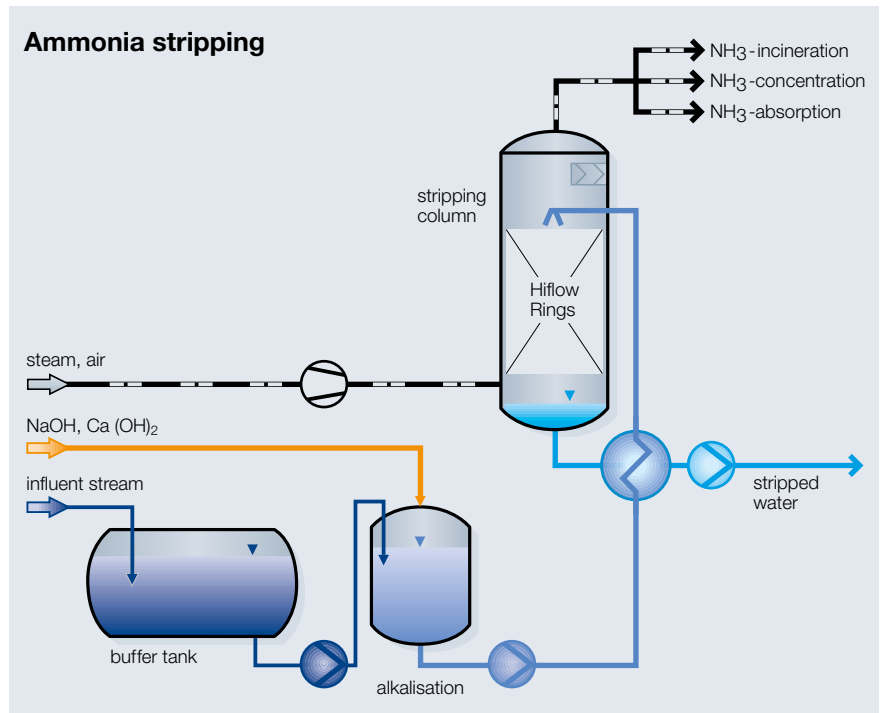 Ammonia stripping
NH3-incineration
NH3-concentration
NH3-absorption
stripping
column
Hiflow
Rings
steam, air
NaOH, Ca (OH)2
influent stream
stripped
water
buffer tank
alkalisation